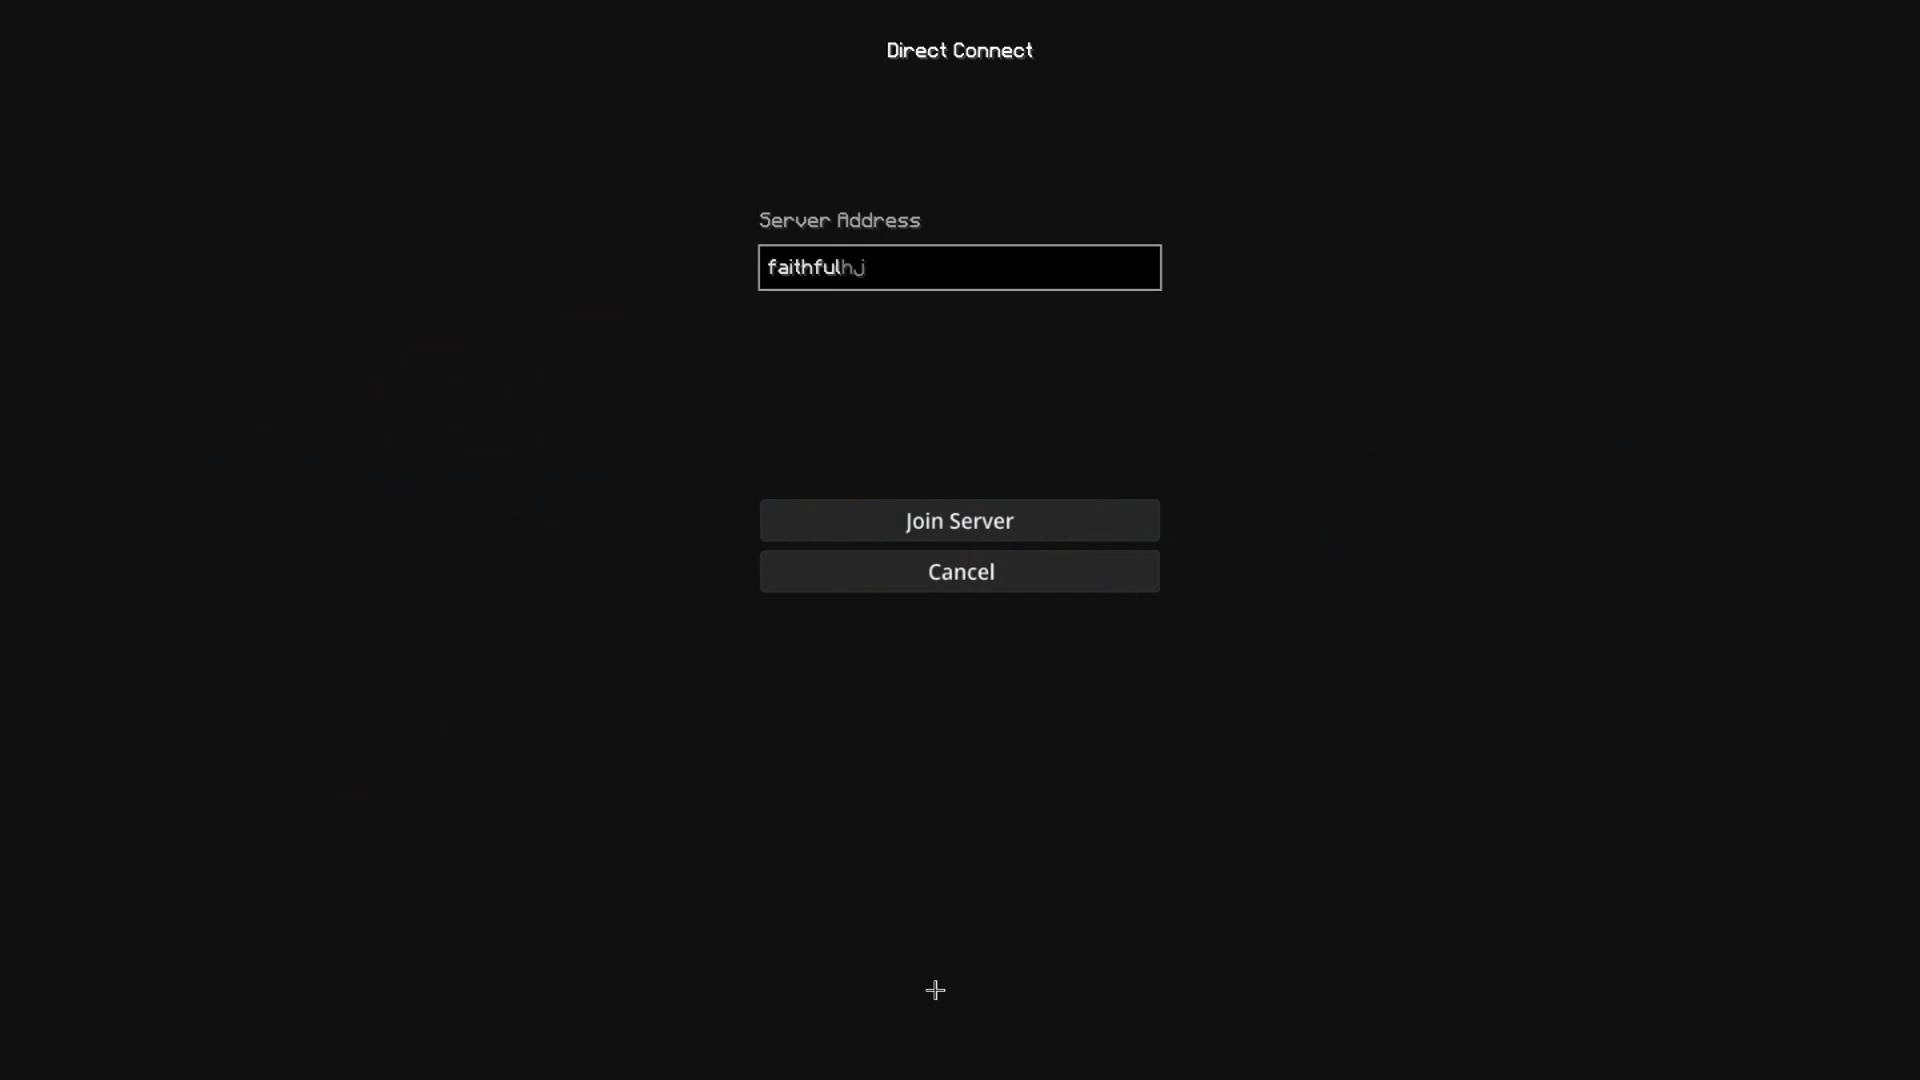 Direct Connect
Server Address
faithfulhj
Join Server
Cancel